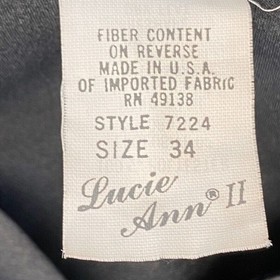 FIBER CONTENT
ON REVERSE
MADE IN U.S.A.
OF IMPORTED FABRIC
RN 49138
STYLE 7224
SIZE 34
Lucie
Ann® II